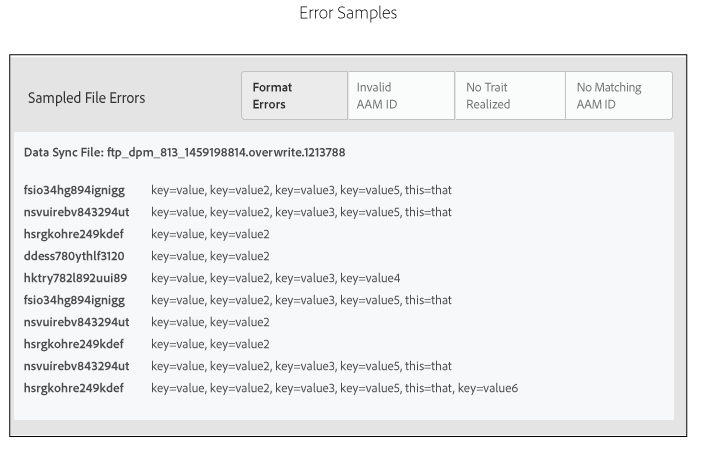 Error Samples
Sampled File Errors
Format Errors
Invalid AAM ID
No Trait Realized
No Matching AAM ID
Data Sync File: ftp_dpm_813_1459198814.overwrite.1213788
fsio34hg894ignigg key=value, key=value2, key=value3, key=value5, this=that
nsvuirebv843294ut key=value, key=value2, key=value3, key=value5, this=that
hsrgkohre249kdef key=value, key=value2
ddess780ythlf3120 key=value, key=value2
hktry782l892uui89 key=value, key=value2, key=value3, key=value4
fsio34hg894ignigg key=value, key=value2, key=value3, key=value5, this=that
nsvuirebv843294ut key=value, key=value2
hsrgkohre249kdef key=value, key=value2
nsvuirebv843294ut key=value, key=value2, key=value3, key=value5, this=that
hsrgkohre249kdef key=value, key=value2, key=value3, key=value5, this=that, key=value6